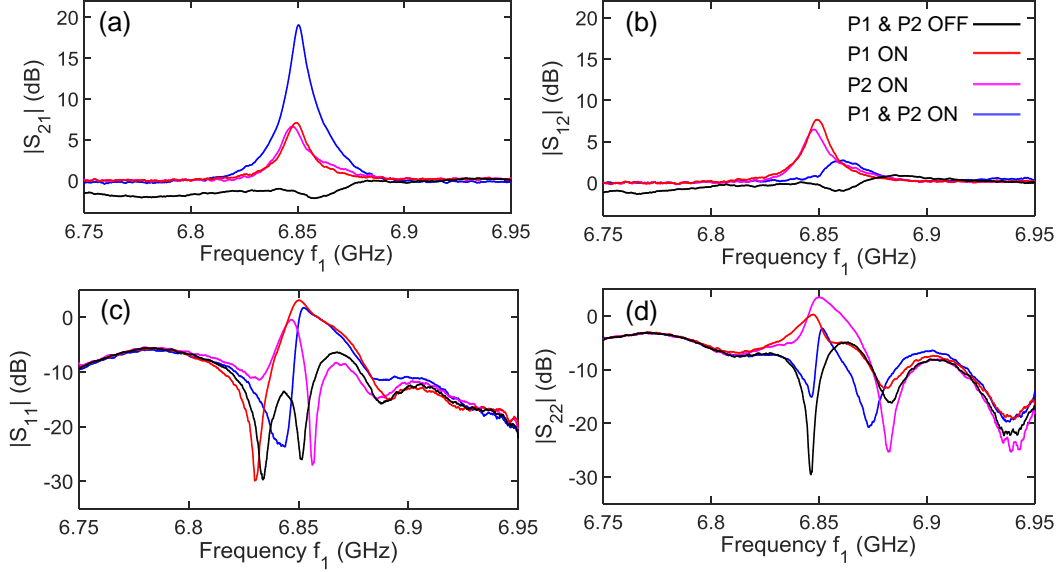 (a)
|S21| (dB)
20
15
10
5
0
6.75
6.8
6.85
6.9
6.95
Frequency f1 (GHz)
(b)
|S12| (dB)
20
15
10
5
0
6.75
6.8
6.85
6.9
6.95
Frequency f1 (GHz)
P1 & P2 OFF
P1 ON
P2 ON
P1 & P2 ON
(c)
|S11| (dB)
0
-10
-20
-30
6.75
6.8
6.85
6.9
6.95
Frequency f1 (GHz)
(d)
|S22| (dB)
0
-10
-20
-30
6.75
6.8
6.85
6.9
6.95
Frequency f1 (GHz)